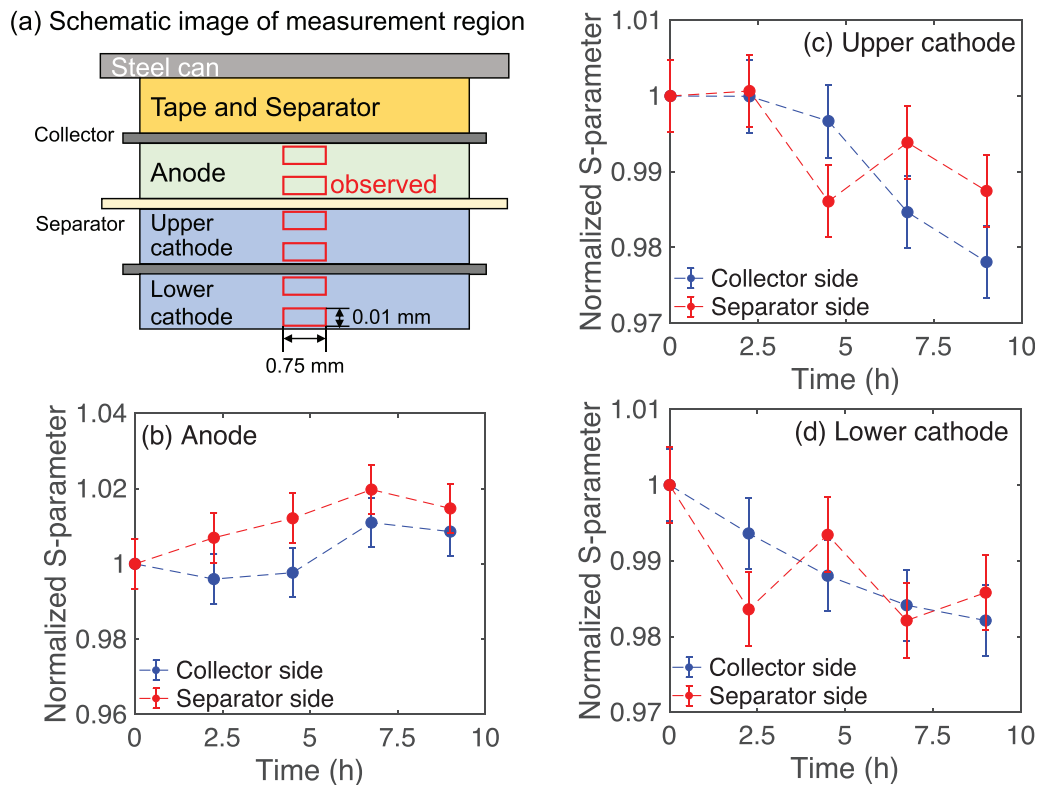 (a) Schematic image of measurement region
Steel can
Tape and Separator
Collector
Anode
observed
Separator
Upper
cathode
Lower
cathode
0.01 mm
0.75 mm
(b) Anode
Normalized S-parameter
1.04
1.02
1
0.98
0.96
Collector side
Separator side
0
2.5
5
7.5
10
Time (h)
(c) Upper cathode
Normalized S-parameter
1.01
1
0.99
0.98
0.97
Collector side
Separator side
0
2.5
5
7.5
10
Time (h)
(d) Lower cathode
Normalized S-parameter
1.01
1
0.99
0.98
0.97
Collector side
Separator side
0
2.5
5
7.5
10
Time (h)